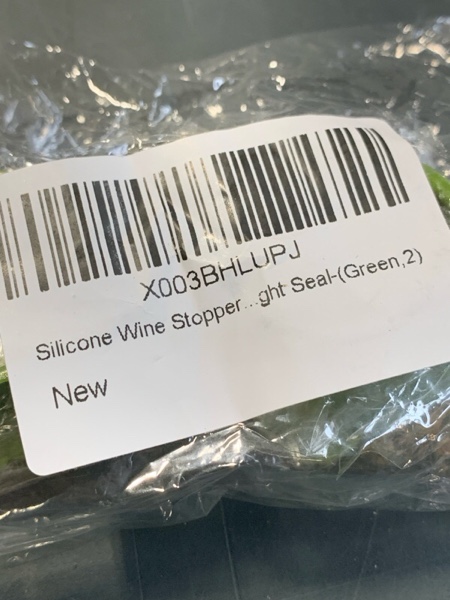 X003BHLUPJ
Silicone Wine Stopper...ght Seal-(Green,2)
New